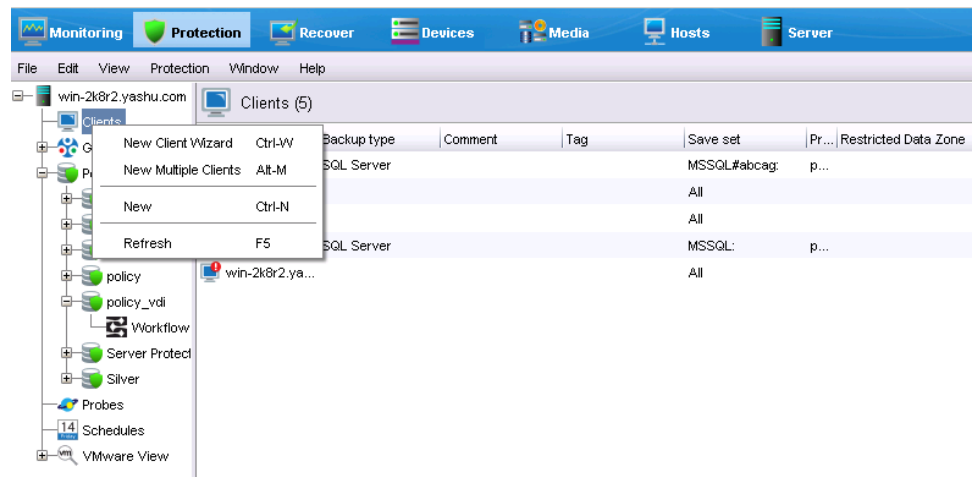 Monitoring Protection Recover Devices Media Hosts Server
File Edit View Protection Window Help
win-2k8r2.yashu.com
Clients
G
P
policy
policy_vdi
Workflow
Server Protect
Silver
Probes
14
Schedules
vm VMware View
New Client Wizard Ctrl-W
New Multiple Clients Alt-M
New Ctrl-N
Refresh F5
Clients (5)
Backup type Comment Tag Save set Pr... Restricted Data Zone
SQL Server MSSQL#abcag: p...
All
All
SQL Server MSSQL: p...
win-2k8r2.ya... All